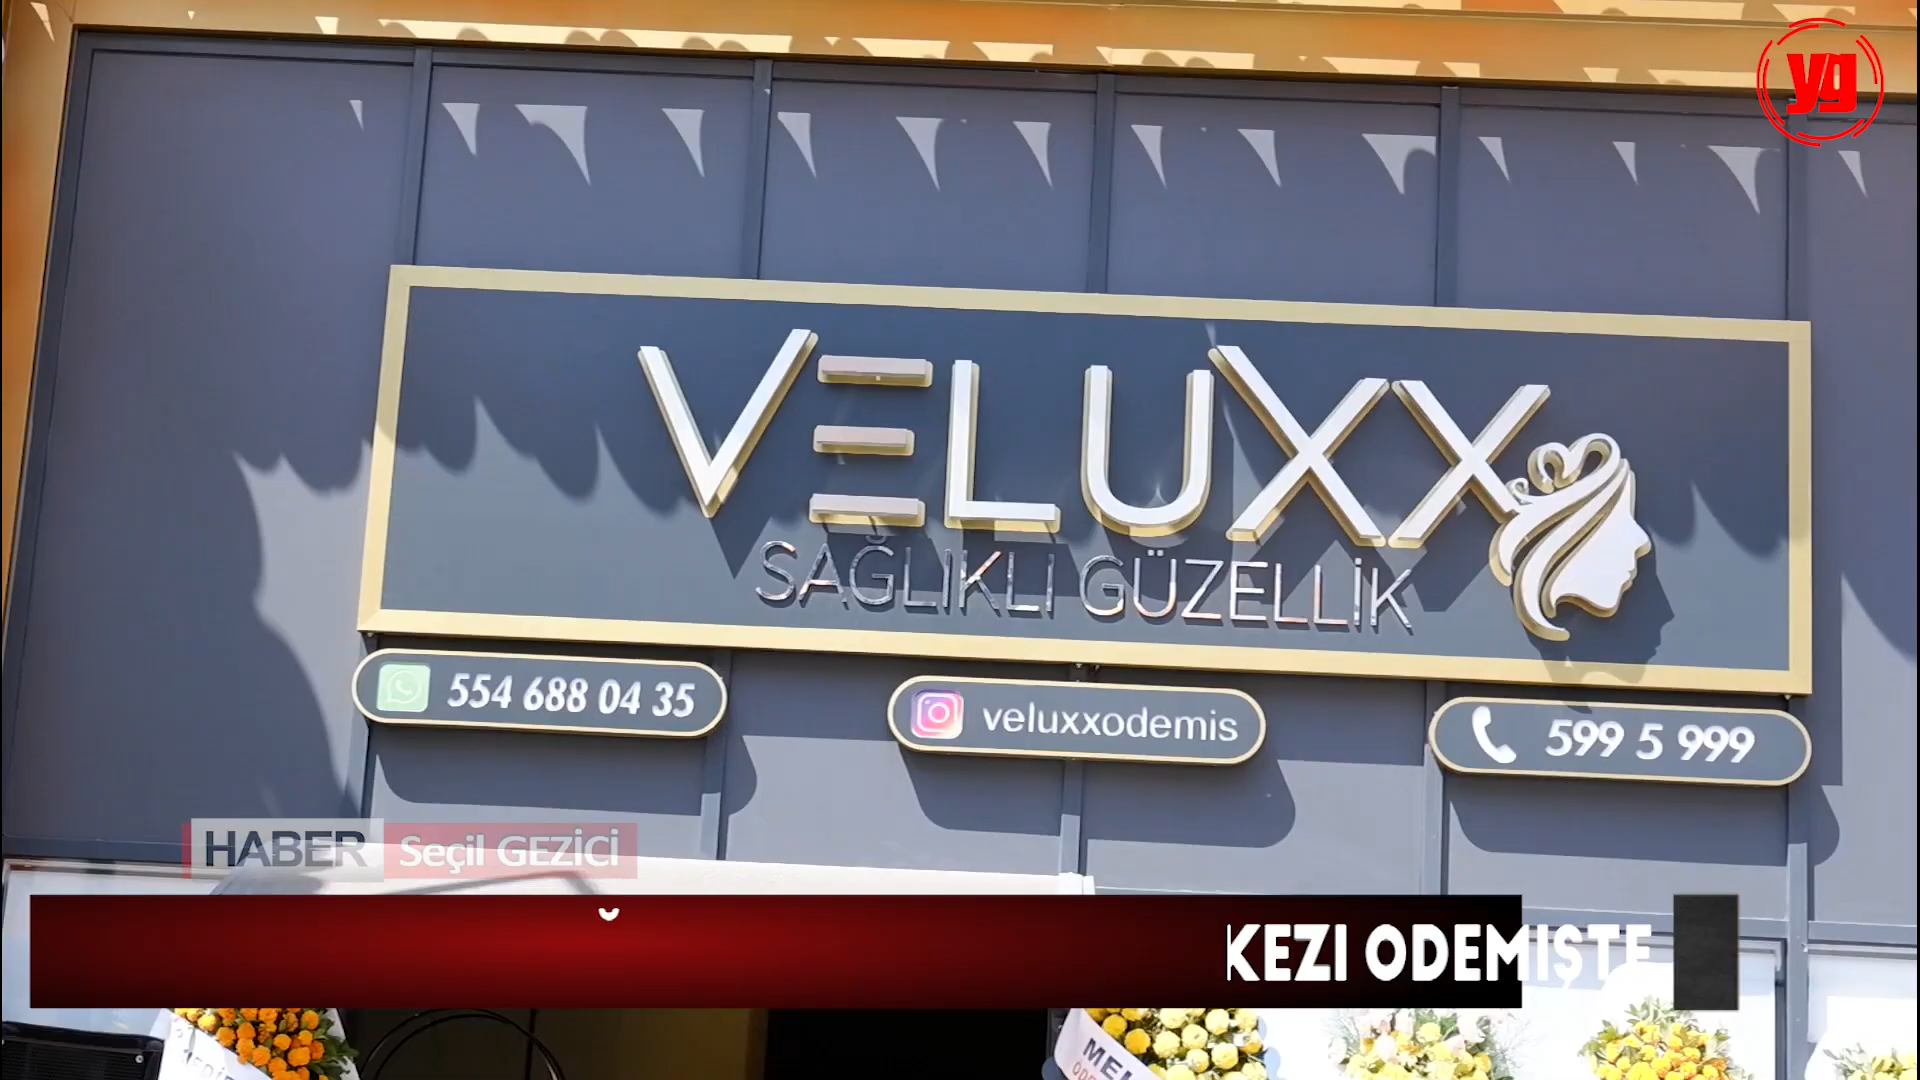 yg
VELUXX
SAĞLIKLI GÜZELLİK
554 688 04 35
veluxxodemis
599 5 999
HABER Seçil GEZİCİ
KEZI ODEMIŞTE